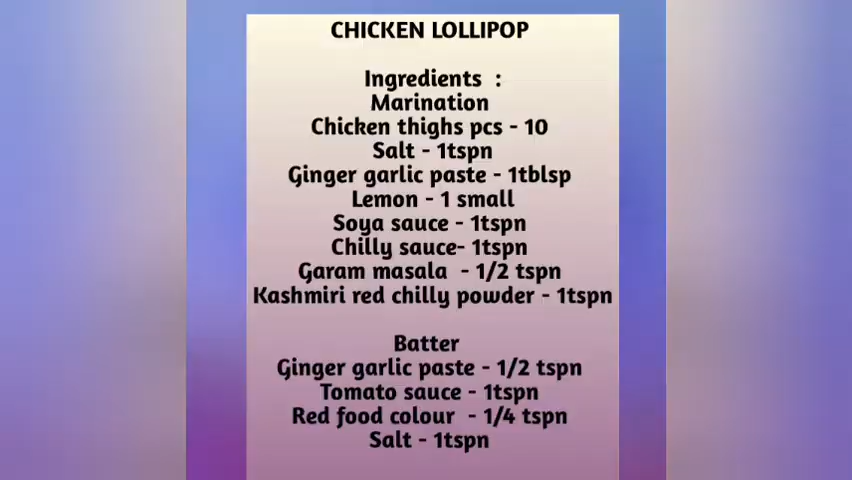 CHICKEN LOLLIPOP
Ingredients  :
Marination
Chicken thighs pcs - 10
Salt - 1tspn
Ginger garlic paste - 1tblsp
Lemon - 1 small
Soya sauce - 1tspn
Chilly sauce- 1tspn
Garam masala  - 1/2 tspn
Kashmiri red chilly powder - 1tspn
Batter
Ginger garlic paste - 1/2 tspn
Tomato sauce - 1tspn
Red food colour  - 1/4 tspn
Salt - 1tspn